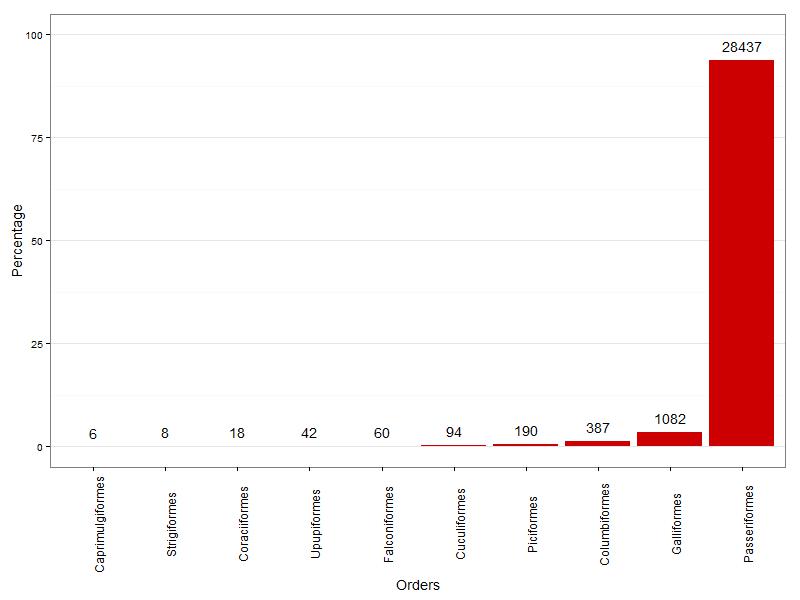 100
75
50
25
0
Percentage
6
8
18
42
60
94
190
387
1082
28437
Caprimulgiformes
Strigiformes
Coraciiformes
Upupiformes
Falconiformes
Cuculiformes
Piciformes
Columbiformes
Galliformes
Passeriformes
Orders